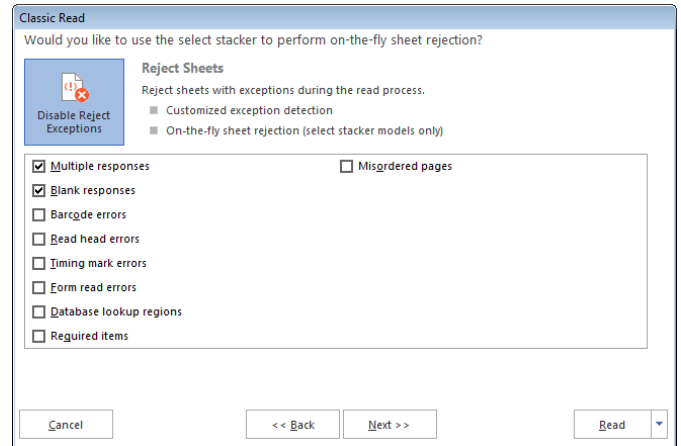 Classic Read
Would you like to use the select stacker to perform on-the-fly sheet rejection?
Disable Reject
Exceptions
Reject Sheets
Reject sheets with exceptions during the read process.
Customized exception detection
On-the-fly sheet rejection (select stacker models only)
Multiple responses
Misordered pages
Blank responses
Barcode errors
Read head errors
Timing mark errors
Form read errors
Database lookup regions
Required items
Cancel
<< Back
Next >>
Read